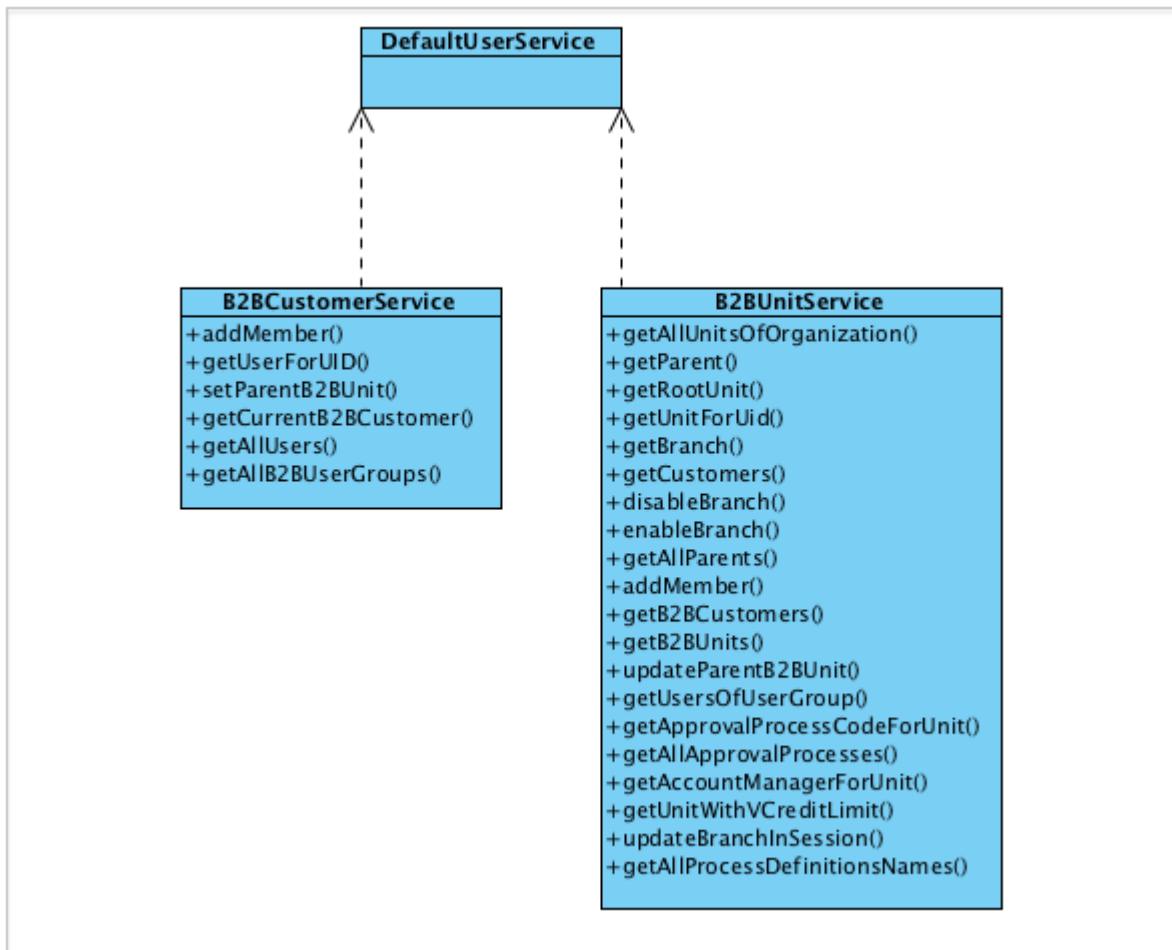 DefaultUserService
B2BCustomerService
+addMember()
+getUserForUID()
+setParentB2BUnit()
+getCurrentB2BCustomer()
+getAllUsers()
+getAllB2BUserGroups()
B2BUnitService
+getAllUnitsOfOrganization()
+getParent()
+getRootUnit()
+getUnitForUid()
+getBranch()
+getCustomers()
+disableBranch()
+enableBranch()
+getAllParents()
+addMember()
+getB2BCustomers()
+getB2BUnits()
+updateParentB2BUnit()
+getUsersOfUserGroup()
+getApprovalProcessCodeForUnit()
+getAllApprovalProcesses()
+getAccountManagerForUnit()
+getUnitWithVCreditLimit()
+updateBranchInSession()
+getAllProcessDefinitionsNames()